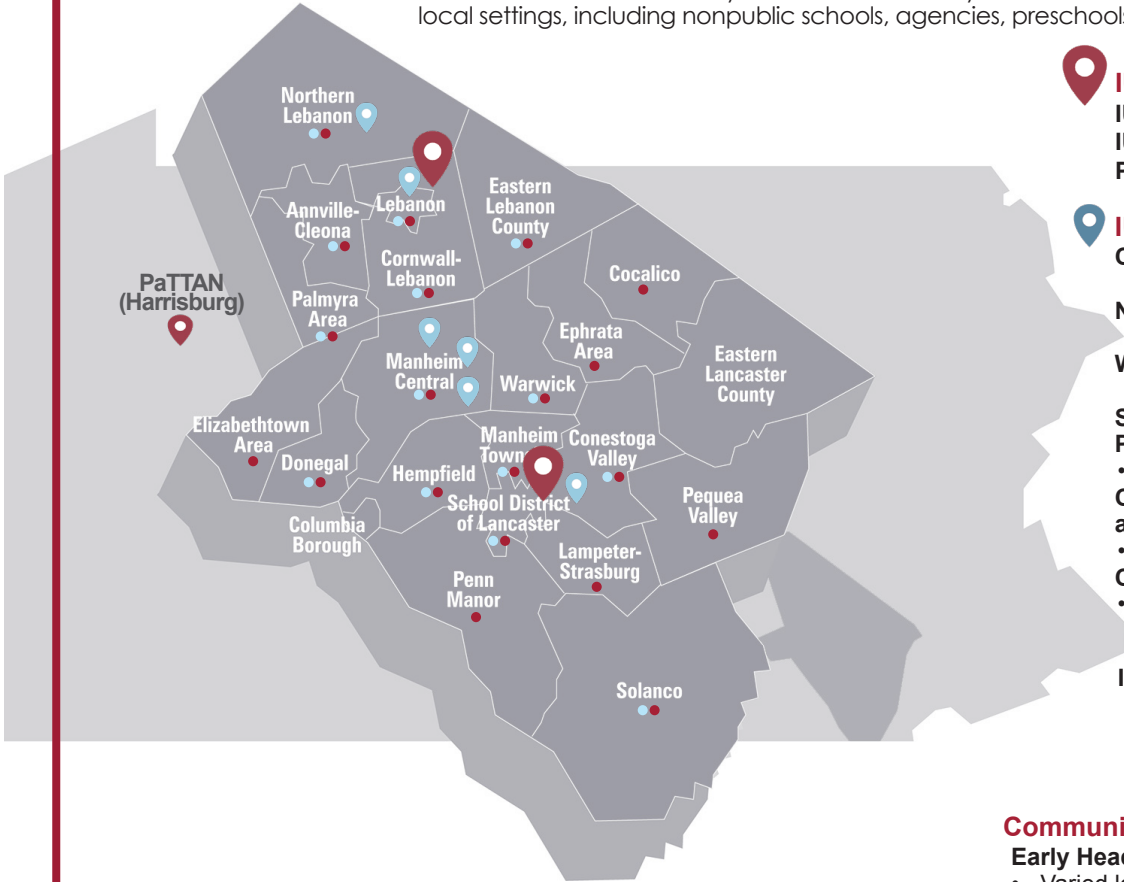 local settings, including nonpublic schools, agencies, preschools
Northern
Lebanon
Annville-
Cleona
Lebanon
Eastern
Lebanon
County
Cornwall-
Lebanon
Cocalico
PaTTAN
(Harrisburg)
Palmyra
Area
Ephrata
Area
Eastern
Lancaster
County
Manheim
Central
Warwick
Elizabethtown
Area
Donegal
Hempfield
Manheim
Town
Conestoga
Valley
School District
of Lancaster
Pequea
Valley
Columbia
Borough
Lampeter-
Strasburg
Penn
Manor
Solanco
Communi
Early Head